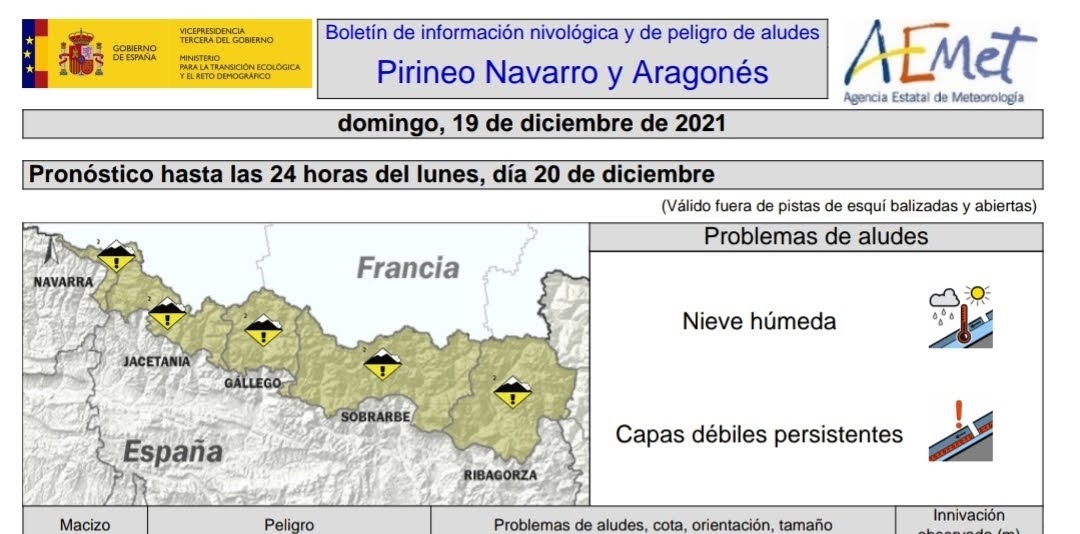 GOBIERNO
DE ESPAÑA
VICEPRESIDENCIA
TERCERA DEL GOBIERNO
MINISTERIO
PARA LA TRANSICIÓN ECOLÓGICA
Y EL RETO DEMOGRÁFICO
Boletín de información nivológica y de peligro de aludes
Pirineo Navarro y Aragonés
AEMet
Agencia Estatal de Meteorología
domingo, 19 de diciembre de 2021
Pronóstico hasta las 24 horas del lunes, día 20 de diciembre
(Válido fuera de pistas de esquí balizadas y abiertas)
Francia
NAVARRA
2
2
JACETANIA
2
GÁLLEGO
2
SOBRARBE
2
RIBAGORZA
España
Problemas de aludes
Nieve húmeda
Capas débiles persistentes
Macizo
Peligro
Problemas de aludes, cota, orientación, tamaño
Innivación
observada (m)